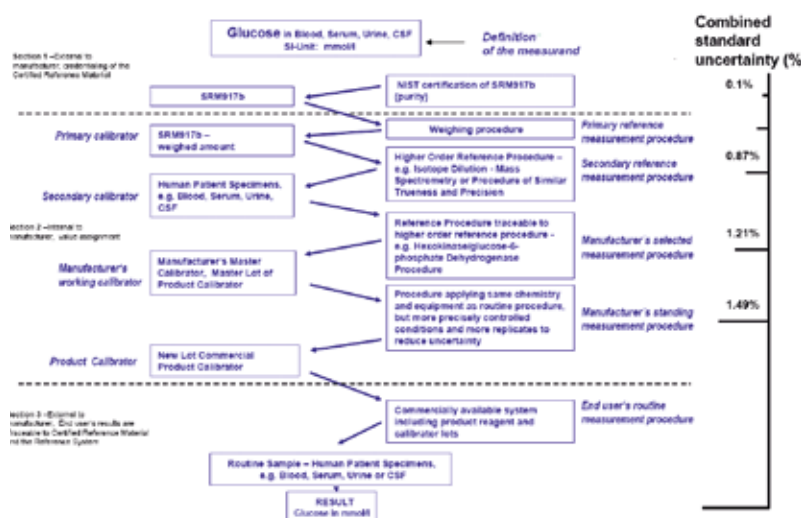 Glucose in Blood, Serum, Urine, CSF
SI-Unit: mmol/l
Definition
of the measurand
Combined
standard
uncertainty (%
Section 1 –External to
manufacturer, credentialing of the
Certified Reference Material
NIST certification of SRM917b
(purity)
0.1%
SRM917b
Primary calibrator
SRM917b –
weighed amount
Weighing procedure
Primary reference
measurement procedure
Higher Order Reference Procedure –
e.g. Isotope Dilution - Mass
Spectrometry or Procedure of Similar
Trueness and Precision
Secondary reference
measurement procedure
0.87%
Secondary calibrator
Human Patient Specimens,
e.g. Blood, Serum, Urine,
CSF
Section 2 –Internal to
manufacturer, value assignment
Reference Procedure traceable to
higher order reference procedure -
e.g. Hexokinase/glucose-6-
phosphate Dehydrogenase
Procedure
Manufacturer's selected
measurement procedure
1.21%
Manufacturer's
working calibrator
Manufacturer's Master
Calibrator, Master Lot of
Product Calibrator
Procedure applying same chemistry
and equipment as routine procedure,
but more precisely controlled
conditions and more replicates to
reduce uncertainty
Manufacturer's standing
measurement procedure
1.49%
Product Calibrator
New Lot Commercial
Product Calibrator
Section 3 –External to
manufacturer, End user's results are
traceable to Certified Reference Material
and the Reference System
Commercially available system
including product reagent and
calibrator lots
End user's routine
measurement procedure
Routine Sample – Human Patient Specimens,
e.g. Blood, Serum, Urine or CSF
RESULT
Glucose in mmol/l